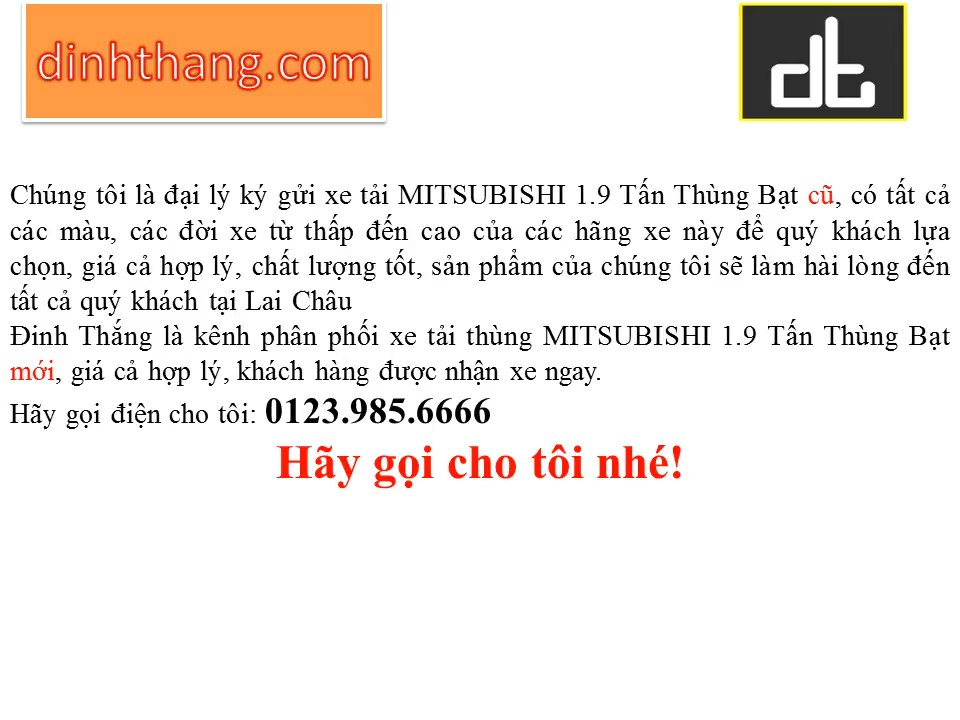 dinhthang.com
dt
Chúng tôi là đại lý ký gửi xe tải MITSUBISHI 1.9 Tấn Thùng Bạt cũ, có tất cả
các màu, các đời xe từ thấp đến cao của các hãng xe này để quý khách lựa
chọn, giá cả hợp lý, chất lượng tốt, sản phẩm của chúng tôi sẽ làm hài lòng đến
tất cả quý khách tại Lai Châu
Đinh Thắng là kênh phân phối xe tải thùng MITSUBISHI 1.9 Tấn Thùng Bạt
mới, giá cả hợp lý, khách hàng được nhận xe ngay.
Hãy gọi điện cho tôi: 0123.985.6666
Hãy gọi cho tôi nhé!